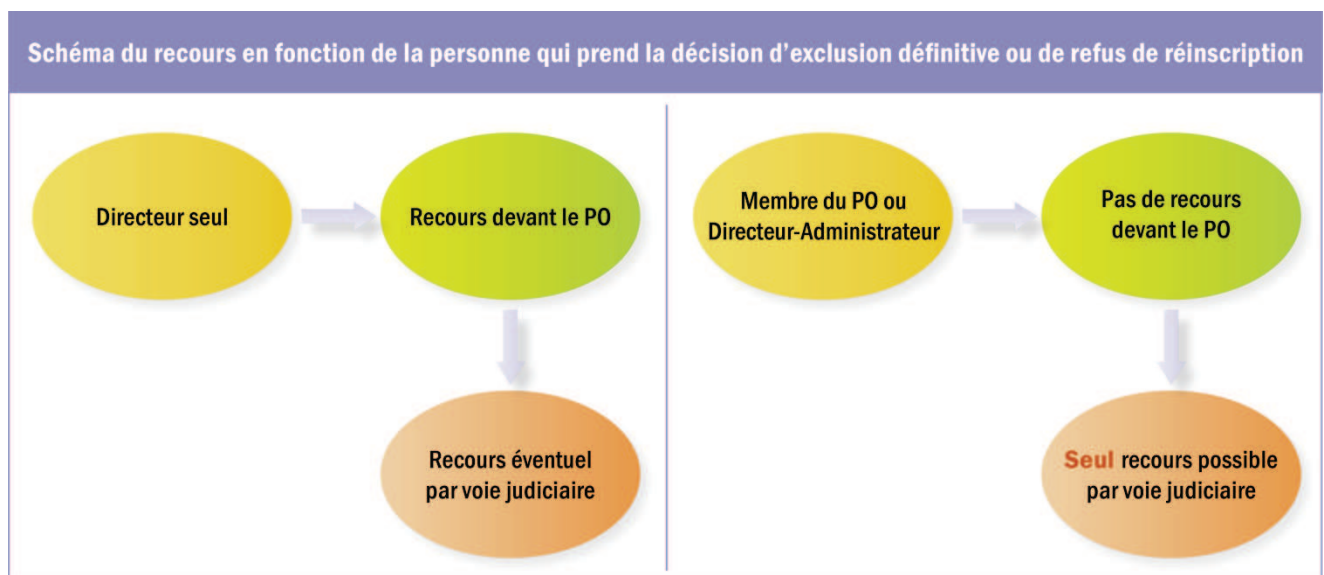 Schéma du recours en fonction de la personne qui prend la décision d'exclusion définitive ou de refus de réinscription
Directeur seul
Recours devant le PO
Recours éventuel
par voie judiciaire
Membre du PO ou
Directeur-Administrateur
Pas de recours
devant le PO
Seul recours possible
par voie judiciaire